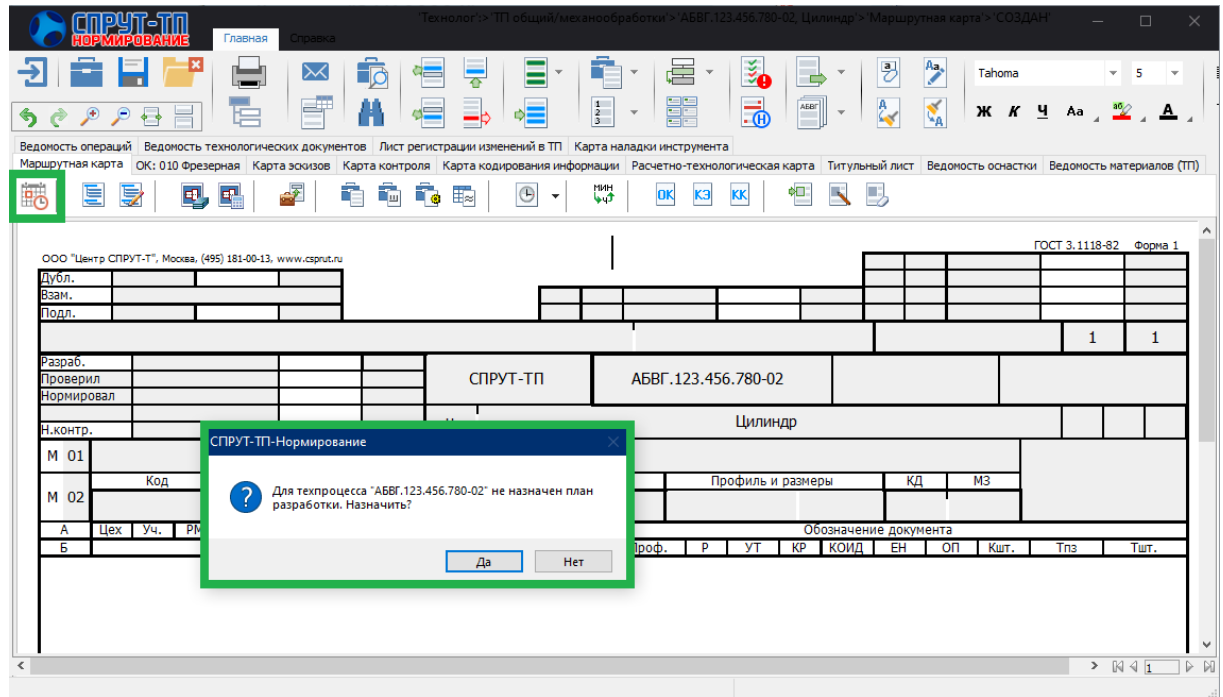 СПРУТ-ТП
НОРМИРОВАНИЕ
'Технолог':> 'ТП общий/механообработки'> 'АБВГ.123.456.780-02, Цилиндр'> 'Маршрутная карта'> 'СОЗДАН'
Главная Справка
Tahoma 5
Ж К Ч Аа аб А
Ведомость операций Ведомость технологических документов Лист регистрации изменений в ТП Карта наладки инструмента
Маршрутная карта ОК: 010 Фрезерная Карта эскизов Карта контроля Карта кодирования информации Расчетно-технологическая карта Титульный лист Ведомость оснастки Ведомость материалов (ТП)
МИН
ЧЭ ОК КЭ КК
ГОСТ 3.1118-82 Форма 1
ООО "Центр СПРУТ-Т", Москва, (495) 181-00-13, www.csprut.ru
Дубл.
Взам.
Подл.
1 1
Разраб.
Проверил СПРУТ-ТП АБВГ.123.456.780-02
Нормировал
Цилиндр
Н.контр.
М 01
Код Профиль и размеры КД МЗ
М 02
А Цех Уч. РМ Обозначение документа
Б Проф. Р УТ КР КОИД ЕН ОП Кшт. Тпз Тшт.
СПРУТ-ТП-Нормирование
Для техпроцесса "АБВГ.123.456.780-02" не назначен план
разработки. Назначить?
Да Нет
1